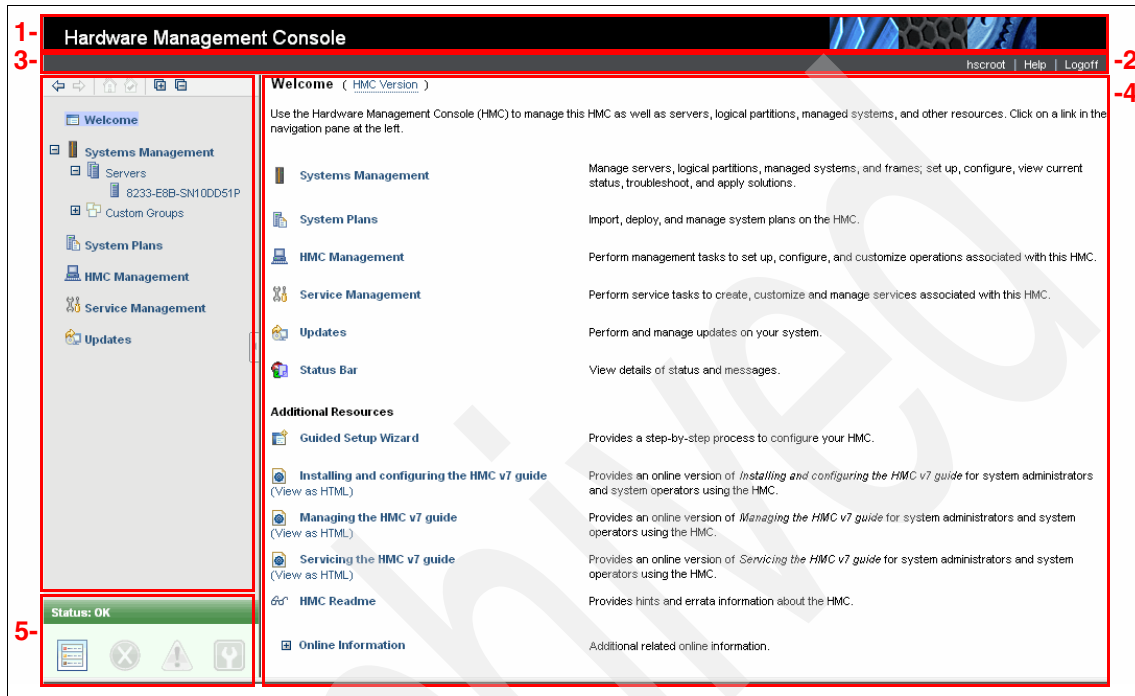 1-
Hardware Management Console
3-
hscroot | Help | Logoff
-2
-4
Welcome
Systems Management
Servers
8233-E8B-SN10DD51P
Custom Groups
System Plans
HMC Management
Service Management
Updates
Welcome ( HMC Version )
Use the Hardware Management Console (HMC) to manage this HMC as well as servers, logical partitions, managed systems, and other resources. Click on a link in the
navigation pane at the left.
Systems Management
Manage servers, logical partitions, managed systems, and frames; set up, configure, view current
status, troubleshoot, and apply solutions.
System Plans
Import, deploy, and manage system plans on the HMC.
HMC Management
Perform management tasks to set up, configure, and customize operations associated with this HMC.
Service Management
Perform service tasks to create, customize and manage services associated with this HMC.
Updates
Perform and manage updates on your system.
Status Bar
View details of status and messages.
Additional Resources
Guided Setup Wizard
Provides a step-by-step process to configure your HMC.
Installing and configuring the HMC v7 guide
(View as HTML)
Provides an online version of Installing and configuring the HMC v7 guide for system administrators
and system operators using the HMC.
Managing the HMC v7 guide
(View as HTML)
Provides an online version of Managing the HMC v7 guide for system administrators and system
operators using the HMC.
Servicing the HMC v7 guide
(View as HTML)
Provides an online version of Servicing the HMC v7 guide for system administrators and system
operators using the HMC.
HMC Readme
Provides hints and errata information about the HMC.
Online Information
Additional related online information.
Status: OK
5-